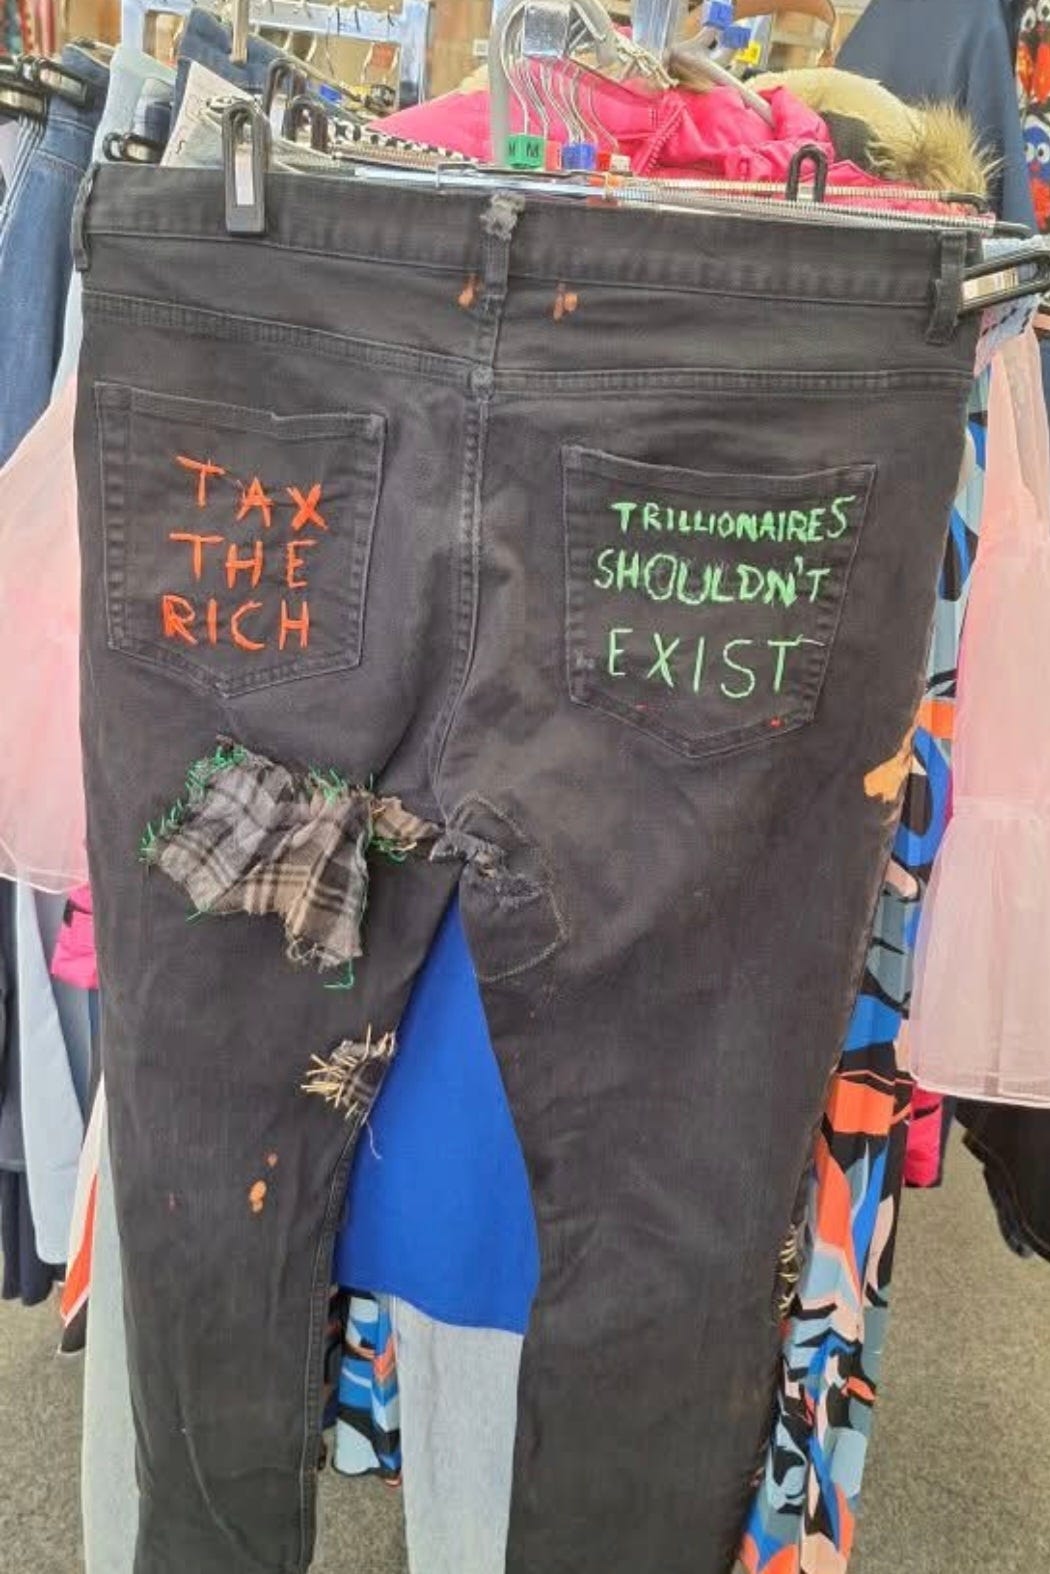 TAX
THE
RICH
TRILLIONAIRES
SHOULDN'T
EXIST
M
M